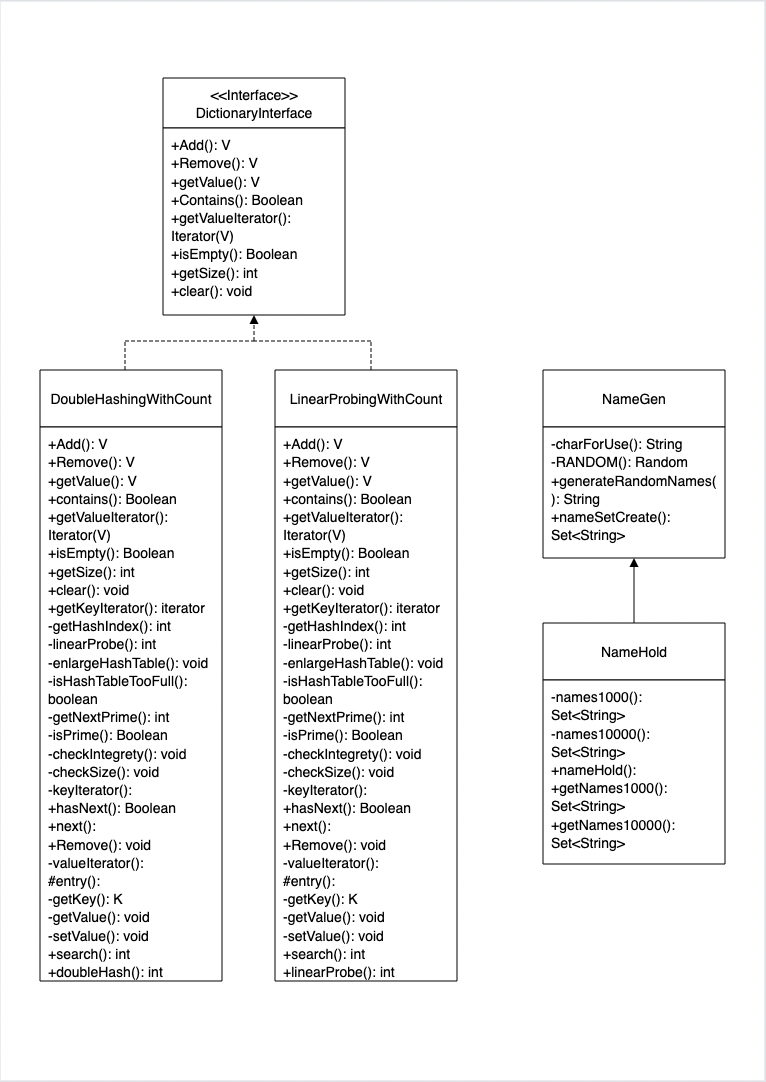 <<Interface>>
DictionaryInterface
+Add(): V
+Remove(): V
+getValue(): V
+Contains(): Boolean
+getValueIterator():
Iterator(V)
+isEmpty(): Boolean
+getSize(): int
+clear(): void
DoubleHashingWithCount
+Add(): V
+Remove(): V
+getValue(): V
+contains(): Boolean
+getValueIterator():
Iterator(V)
+isEmpty(): Boolean
+getSize(): int
+clear(): void
+getKeyIterator(): iterator
-getHashIndex(): int
-linearProbe(): int
-enlargeHashTable(): void
-isHashTableTooFull():
boolean
-getNextPrime(): int
-isPrime(): Boolean
-checkIntegrety(): void
-checkSize(): void
-keyIterator():
+hasNext(): Boolean
+next():
+Remove(): void
-valueIterator():
#entry():
-getKey(): K
-getValue(): void
-setValue(): void
+search(): int
+doubleHash(): int
LinearProbingWithCount
+Add(): V
+Remove(): V
+getValue(): V
+contains(): Boolean
+getValueIterator():
Iterator(V)
+isEmpty(): Boolean
+getSize(): int
+clear(): void
+getKeyIterator(): iterator
-getHashIndex(): int
-linearProbe(): int
-enlargeHashTable(): void
-isHashTableTooFull():
boolean
-getNextPrime(): int
-isPrime(): Boolean
-checkIntegrety(): void
-checkSize(): void
-keyIterator():
+hasNext(): Boolean
+next():
+Remove(): void
-valueIterator():
#entry():
-getKey(): K
-getValue(): void
-setValue(): void
+search(): int
+linearProbe(): int
NameGen
-charForUse(): String
-RANDOM(): Random
+generateRandomNames(
): String
+nameSetCreate():
Set<String>
NameHold
-names1000():
Set<String>
-names10000():
Set<String>
+nameHold():
+getNames1000():
Set<String>
+getNames10000():
Set<String>